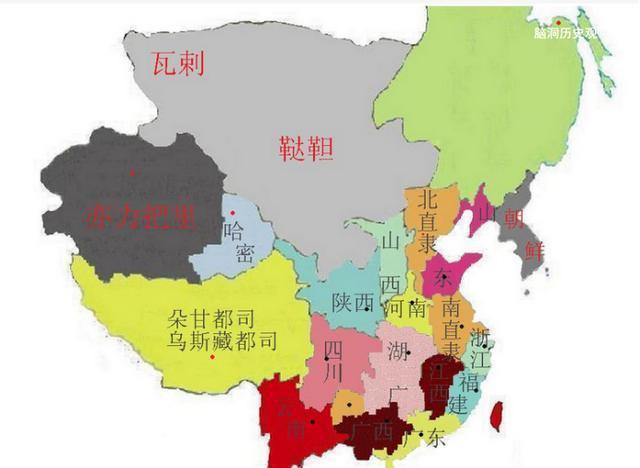 脑洞历史观
瓦剌
鞑靼
亦力把里
哈密
北直隶
山东
朝鲜
山西
陕西
河南
南直隶
朵甘都司
乌斯藏都司
四川
湖广
浙江
江西
福建
云南
广西
广东